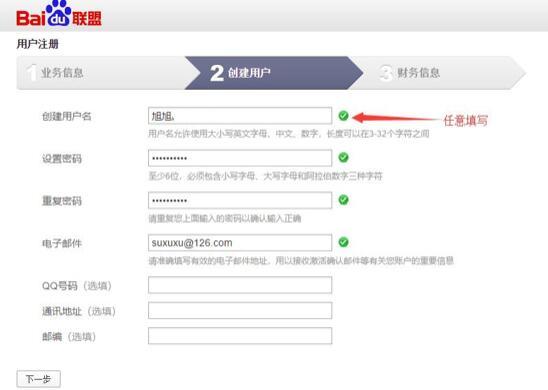 Baidu联盟
用户注册
1 业务信息
2 创建用户
3 财务信息
创建用户名 旭旭。 任意填写
用户名允许使用大小写英文字母、中文、数字，长度可以在3-32个字符之间
设置密码 ••••••••••
至少6位，必须包含小写字母、大写字母和阿拉伯数字三种字符
重复密码 ••••••••••
请重复您上面输入的密码以确认输入正确
电子邮件 suxuxu@126.com
请准确填写有效的电子邮件地址，用以接收激活确认邮件等有关您账户的重要信息
QQ号码（选填）
通讯地址（选填）
邮编（选填）
下一步